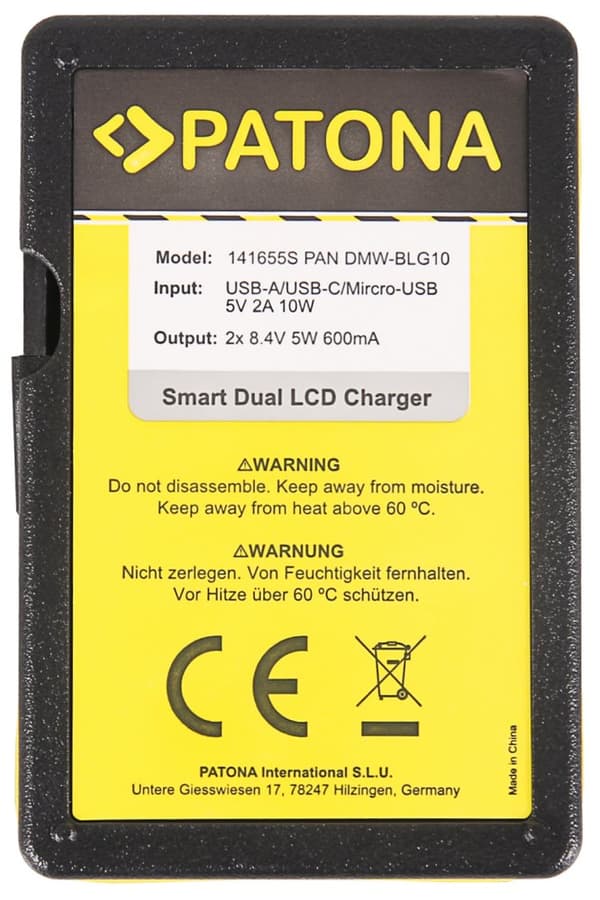 PATONA
Model: 141655S PAN DMW-BLG10
Input: USB-A/USB-C/Mircro-USB
5V 2A 10W
Output: 2x 8.4V 5W 600mA
Smart Dual LCD Charger
⚠WARNING
Do not disassemble. Keep away from moisture.
Keep away from heat above 60 ºC.
⚠WARNUNG
Nicht zerlegen. Von Feuchtigkeit fernhalten.
Vor Hitze über 60 ºC schützen.
CE
PATONA International S.L.U.
Untere Giesswiesen 17, 78247 Hilzingen, Germany
Made in China